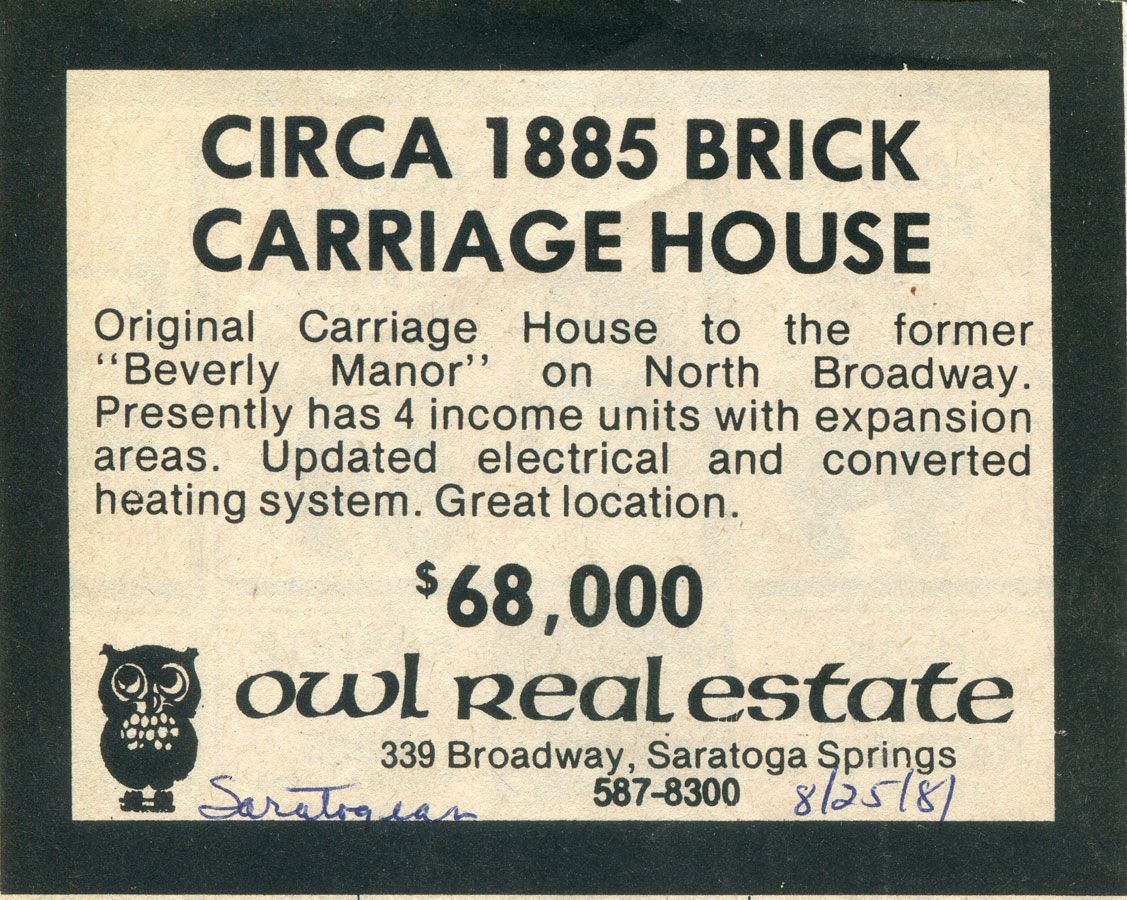 CIRCA 1885 BRICK
CARRIAGE HOUSE
Original Carriage House to the former
"Beverly Manor" on North Broadway.
Presently has 4 income units with expansion
areas. Updated electrical and converted
heating system. Great location.
$68,000
owl Real estate
339 Broadway, Saratoga Springs
587-8300
Saratogian 8/25/81